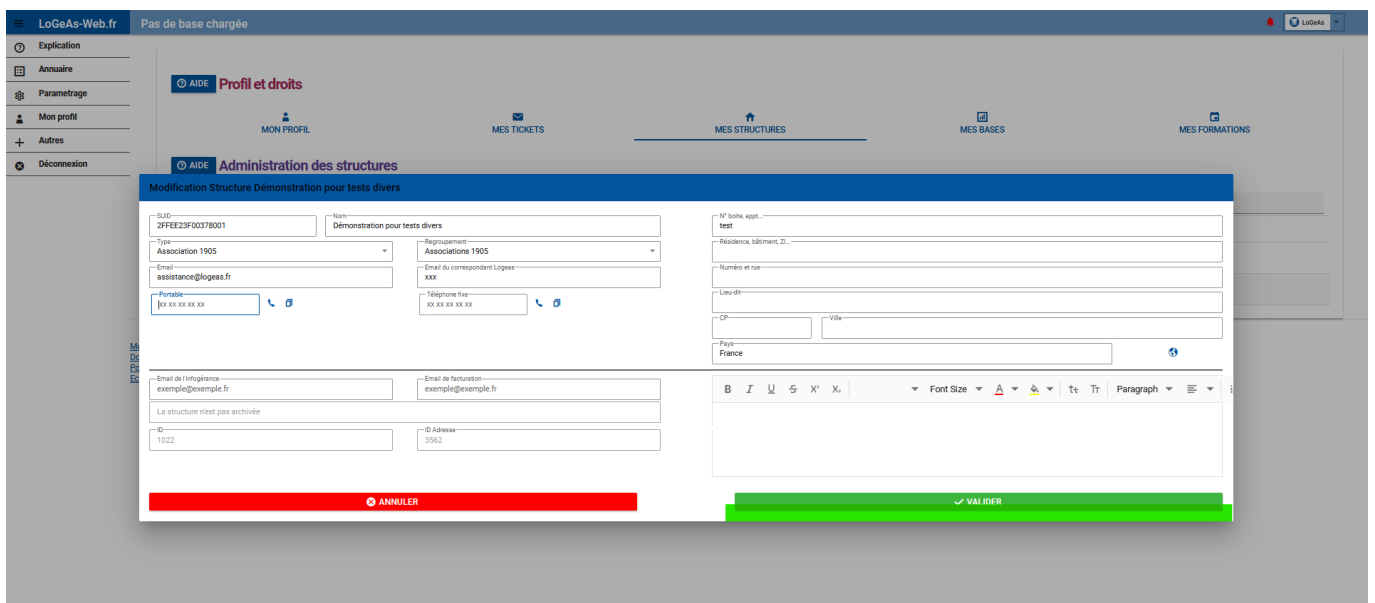 LoGeAs-Web.fr
Pas de base chargée
LoGeAs
Explication
Annuaire
Parametrage
Mon profil
Autres
Déconnexion
AIDE Profil et droits
MON PROFIL
MES TICKETS
MES STRUCTURES
MES BASES
MES FORMATIONS
AIDE Administration des structures
Modification Structure Démonstration pour tests divers
SUID
2FFEE23F00378001
Nom
Démonstration pour tests divers
Type
Association 1905
Regroupement
Associations 1905
Email
assistance@logeas.fr
Email du correspondant Logeas
xxx
Portable
xx xx xx xx xx
Téléphone fixe
xx xx xx xx xx
N° boite, appt...
test
Résidence, bâtiment, ZI...
Numéro et rue
Lieu-dit
CP
Ville
Pays
France
Email de l'infogérance
exemple@exemple.fr
Email de facturation
exemple@exemple.fr
La structure n'est pas archivée
ID
1022
ID Adresse
3562
B I U S X² X₂ Font Size A Tt TT Paragraph
ANNULER
VALIDER